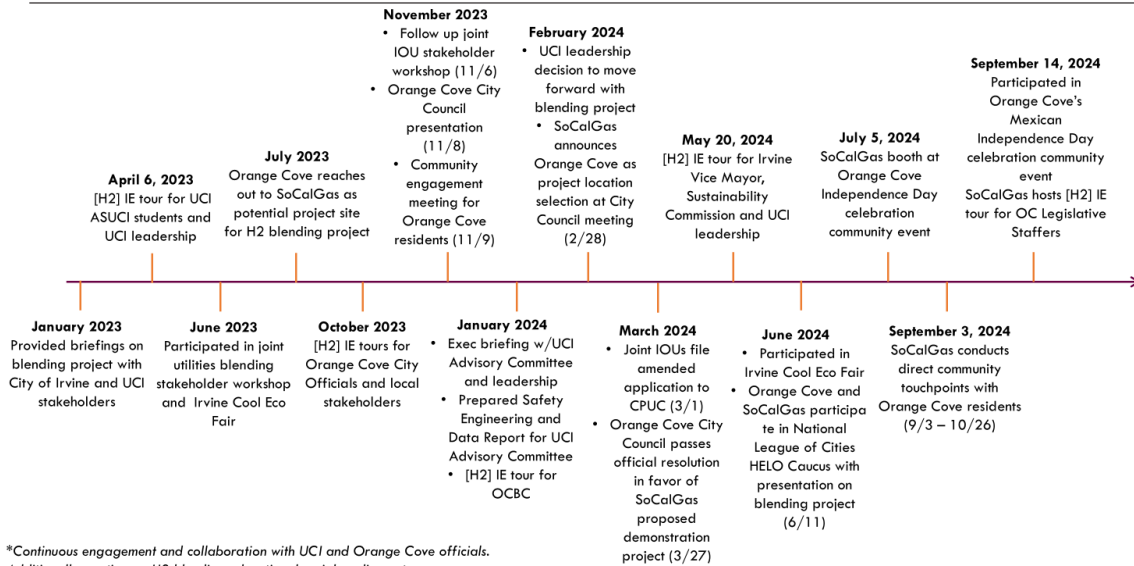 November 2023
• Follow up joint
IOU stakeholder
workshop (11/6)
• Orange Cove City
Council
presentation
(11/8)
• Community
engagement
meeting for
Orange Cove
residents (11/9)
February 2024
• UCI leadership
decision to move
forward with
blending project
• SoCalGas
announces
Orange Cove as
project location
selection at City
Council meeting
(2/28)
September 14, 2024
Participated in
Orange Cove's
Mexican
Independence Day
celebration community
event
SoCalGas hosts [H2] IE
tour for OC Legislative
Staffers
April 6, 2023
[H2] IE tour for UCI
ASUCI students and
UCI leadership
July 2023
Orange Cove reaches
out to SoCalGas as
potential project site
for H2 blending project
May 20, 2024
[H2] IE tour for Irvine
Vice Mayor,
Sustainability
Commission and UCI
leadership
July 5, 2024
SoCalGas booth at
Orange Cove
Independence Day
celebration
community event
January 2023
Provided briefings on
blending project with
City of Irvine and UCI
stakeholders
June 2023
Participated in joint
utilities blending
stakeholder workshop
and Irvine Cool Eco
Fair
October 2023
[H2] IE tours for
Orange Cove City
Officials and local
stakeholders
January 2024
• Exec briefing w/UCI
Advisory Committee
and leadership
• Prepared Safety
Engineering and
Data Report for UCI
Advisory Committee
• [H2] IE tour for
OCBC
March 2024
• Joint IOUs file
amended
application to
CPUC (3/1)
• Orange Cove City
Council passes
official resolution
in favor of
SoCalGas
proposed
demonstration
project (3/27)
June 2024
• Participated in
Irvine Cool Eco Fair
• Orange Cove and
SoCalGas participa
te in National
League of Cities
HELO Caucus with
presentation on
blending project
(6/11)
September 3, 2024
SoCalGas conducts
direct community
touchpoints with
Orange Cove residents
(9/3 – 10/26)
*Continuous engagement and collaboration with UCI and Orange Cove officials.